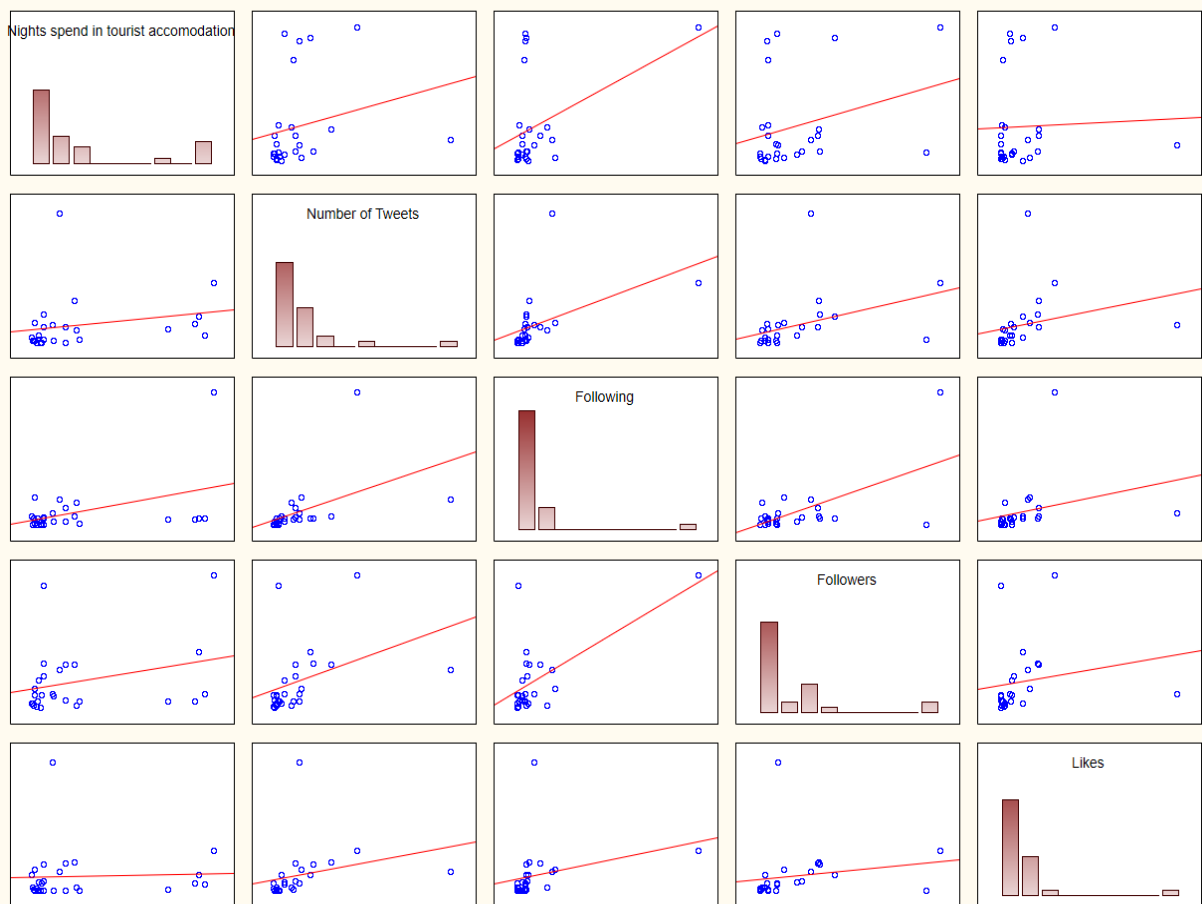 Nights spend in tourist accomodation
Number of Tweets
Following
Followers
Likes